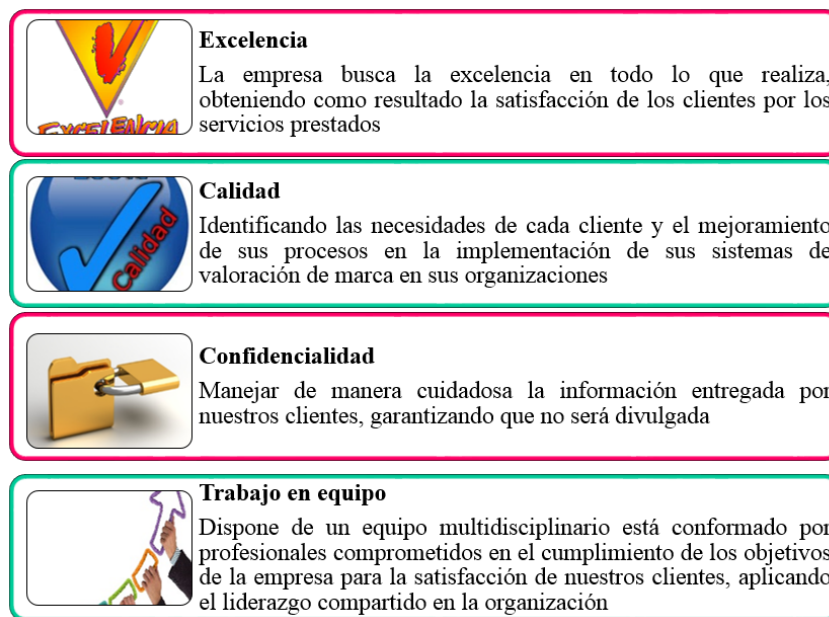 Excelencia
La empresa busca la excelencia en todo lo que realiza,
obteniendo como resultado la satisfacción de los clientes por los
servicios prestados
EXCELENCIA
Calidad
Identificando las necesidades de cada cliente y el mejoramiento
de sus procesos en la implementación de sus sistemas de
valoración de marca en sus organizaciones
Calidad
Confidencialidad
Manejar de manera cuidadosa la información entregada por
nuestros clientes, garantizando que no será divulgada
Trabajo en equipo
Dispone de un equipo multidisciplinario está conformado por
profesionales comprometidos en el cumplimiento de los objetivos
de la empresa para la satisfacción de nuestros clientes, aplicando
el liderazgo compartido en la organización